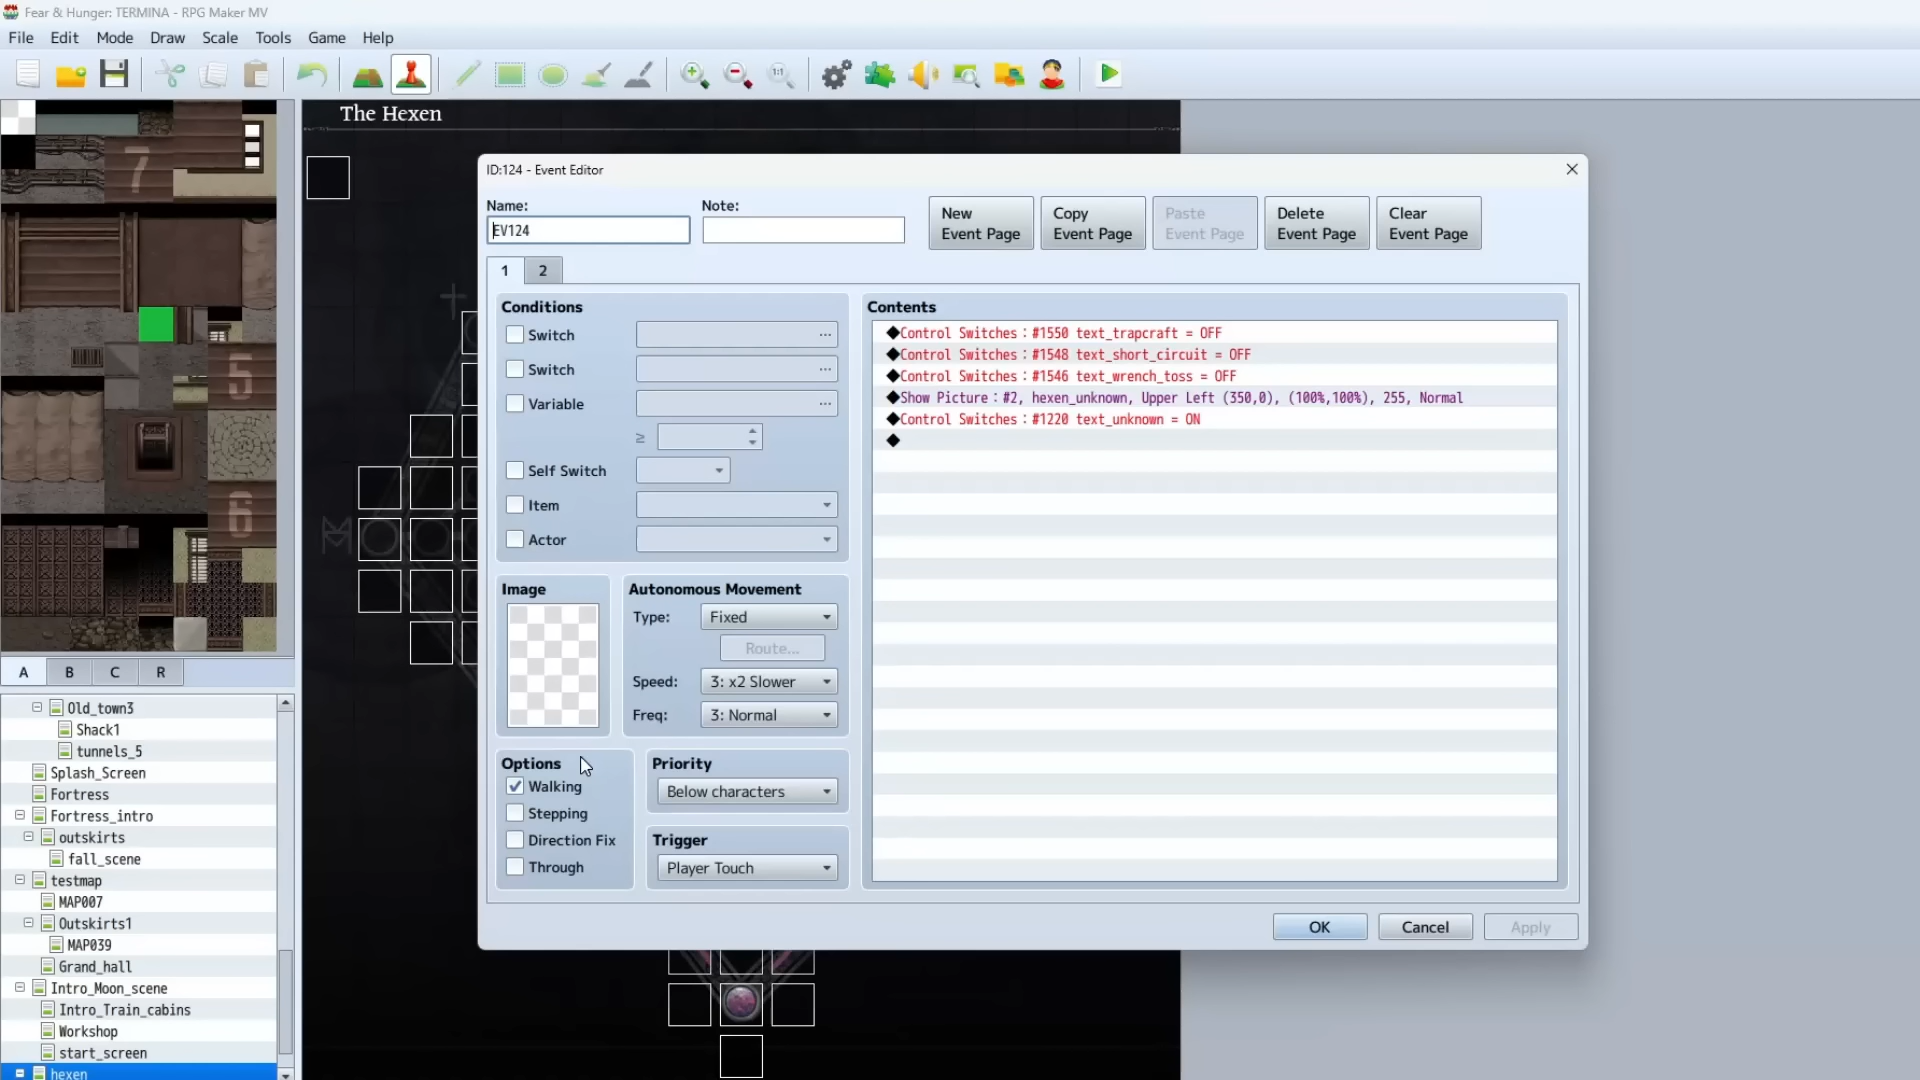 Fear & Hunger: TERMINA - RPG Maker MV
File Edit Mode Draw Scale Tools Game Help
1:1
7
5
6
A B C R
Old_town3
Shack1
tunnels_5
Splash_Screen
Fortress
Fortress_intro
outskirts
fall_scene
testmap
MAP007
Outskirts1
MAP039
Grand_hall
Intro_Moon_scene
Intro_Train_cabins
Workshop
start_screen
hexen
The Hexen
ID:124 - Event Editor
Name: Note:
EV124
New Event Page
Copy Event Page
Paste Event Page
Delete Event Page
Clear Event Page
1 2
Conditions
Switch ...
Switch ...
Variable ...
≥
Self Switch
Item
Actor
Image
Autonomous Movement
Type: Fixed
Route...
Speed: 3: x2 Slower
Freq: 3: Normal
Options
Walking
Stepping
Direction Fix
Through
Priority
Below characters
Trigger
Player Touch
Contents
◆Control Switches：#1550 text_trapcraft = OFF
◆Control Switches：#1548 text_short_circuit = OFF
◆Control Switches：#1546 text_wrench_toss = OFF
◆Show Picture：#2, hexen_unknown, Upper Left (350,0), (100%,100%), 255, Normal
◆Control Switches：#1220 text_unknown = ON
◆
OK Cancel Apply